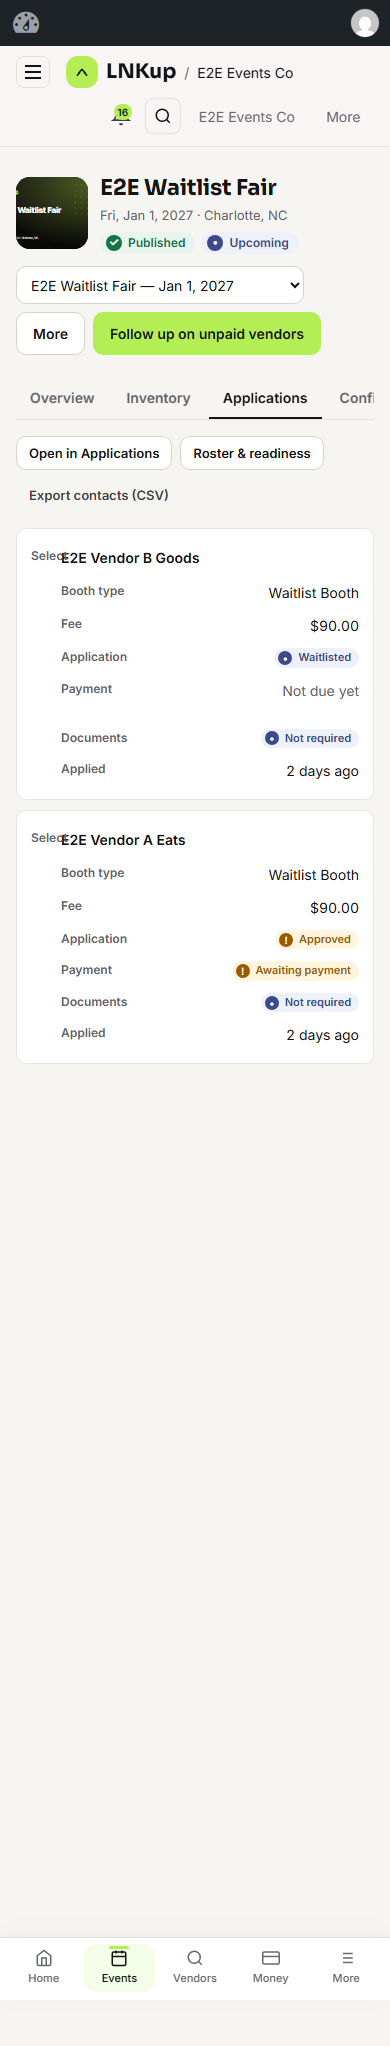 LNKup / E2E Events Co
16
E2E Events Co More
Waitlist Fair
E2E Waitlist Fair
Fri, Jan 1, 2027 · Charlotte, NC
Published Upcoming
E2E Waitlist Fair — Jan 1, 2027
More Follow up on unpaid vendors
Overview Inventory Applications Confi
Open in Applications Roster & readiness
Export contacts (CSV)
Select E2E Vendor B Goods
Booth type Waitlist Booth
Fee $90.00
Application Waitlisted
Payment Not due yet
Documents Not required
Applied 2 days ago
Select E2E Vendor A Eats
Booth type Waitlist Booth
Fee $90.00
Application Approved
Payment Awaiting payment
Documents Not required
Applied 2 days ago
Home Events Vendors Money More